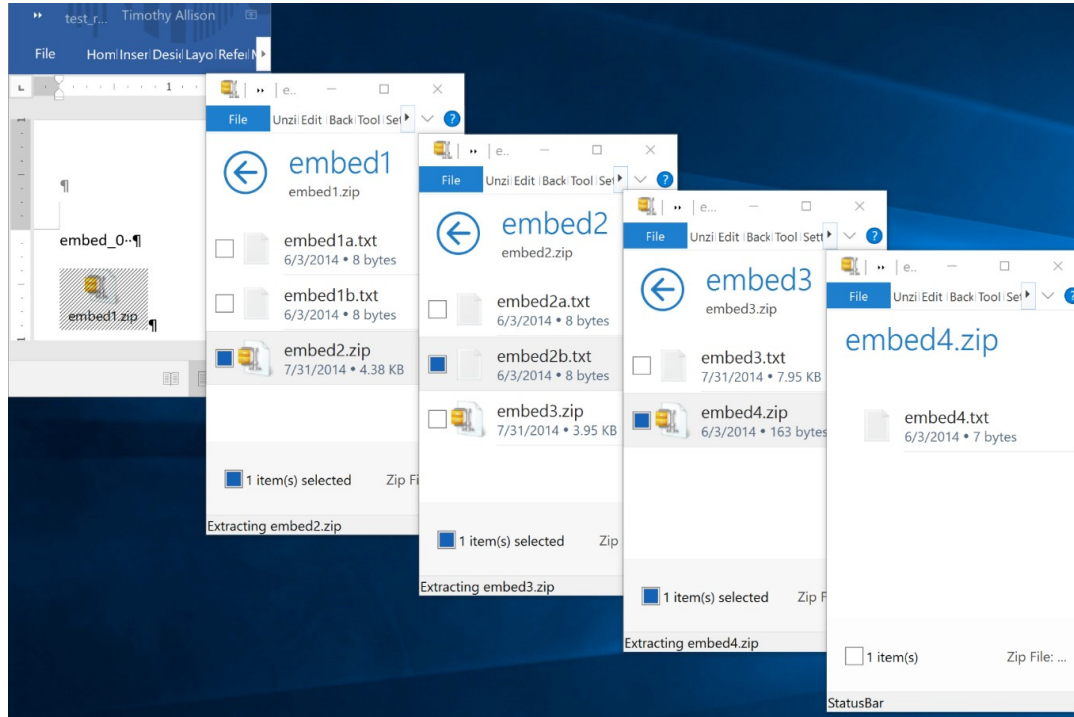 test_r... Timothy Allison
File Hom Inser Desig Layo Refer
1
¶
embed_0··¶
embed1.zip ¶
e..
File Unzi Edit Back Tool Set ?
embed1
embed1.zip
embed1a.txt
6/3/2014 • 8 bytes
embed1b.txt
6/3/2014 • 8 bytes
embed2.zip
7/31/2014 • 4.38 KB
1 item(s) selected Zip Fi
Extracting embed2.zip
e..
File Unzi Edit Back Tool Set ?
embed2
embed2.zip
embed2a.txt
6/3/2014 • 8 bytes
embed2b.txt
6/3/2014 • 8 bytes
embed3.zip
7/31/2014 • 3.95 KB
1 item(s) selected Zip
Extracting embed3.zip
e...
File Unzi Edit Back Tool Sett ?
embed3
embed3.zip
embed3.txt
7/31/2014 • 7.95 KB
embed4.zip
6/3/2014 • 163 bytes
1 item(s) selected Zip F
Extracting embed4.zip
e...
File Unzi Edit Back Tool Set ?
embed4.zip
embed4.txt
6/3/2014 • 7 bytes
1 item(s) Zip File: ...
StatusBar